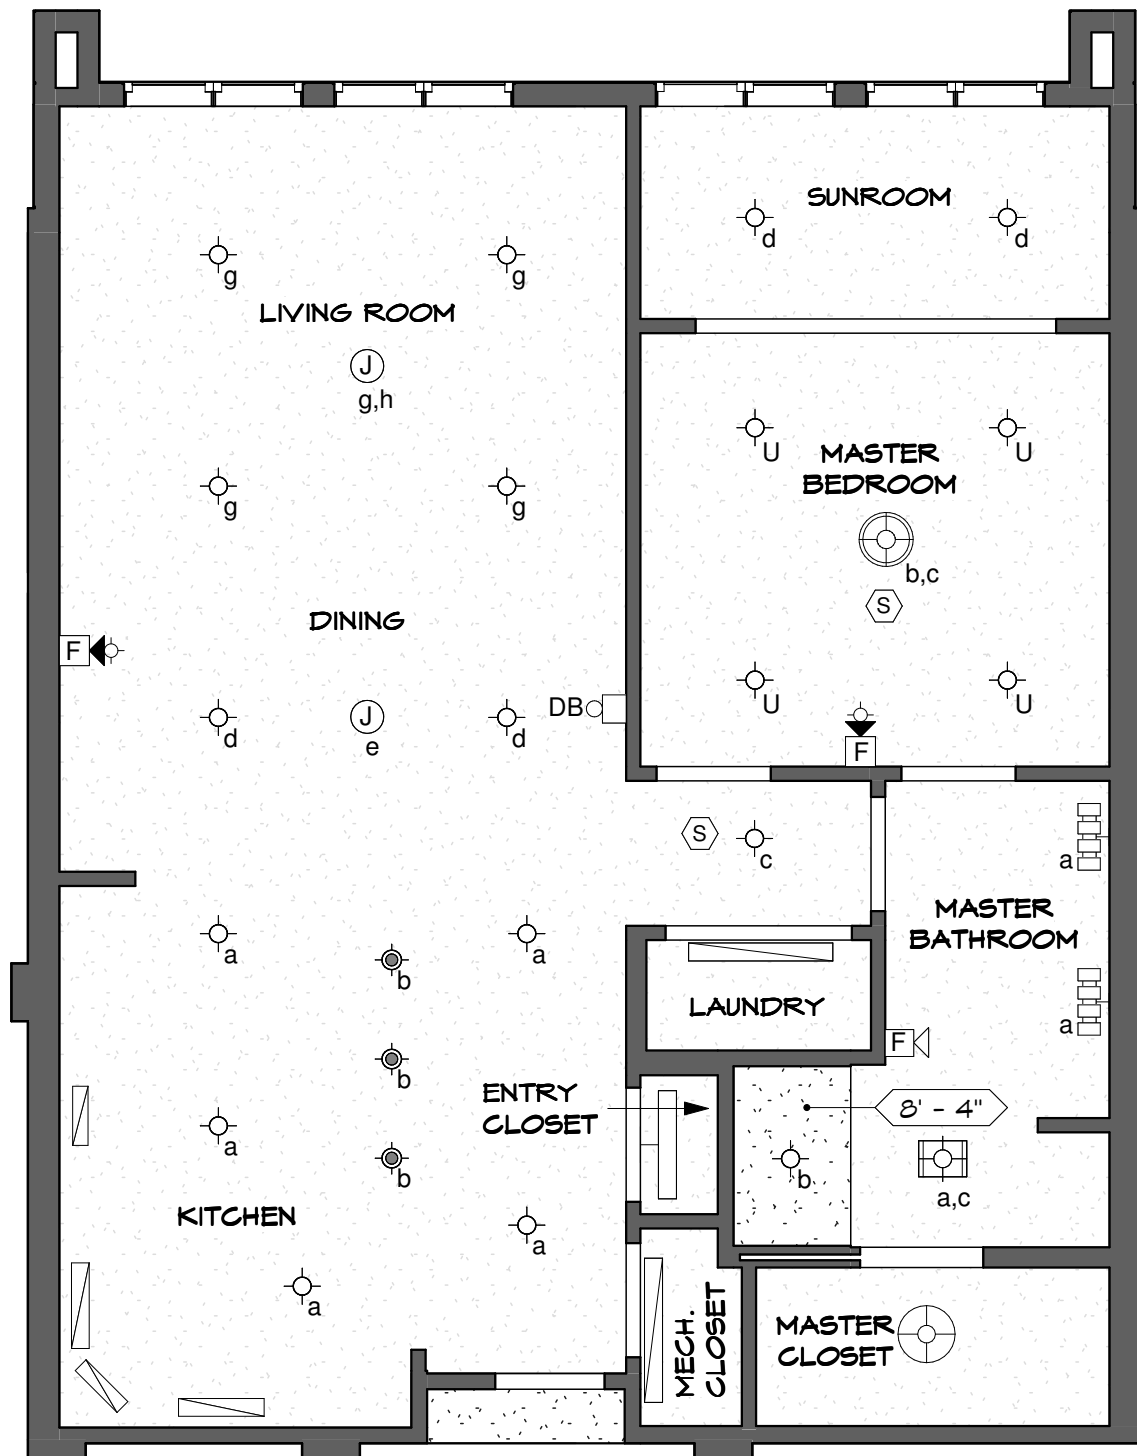 SUNROOM
d
d
g
g
LIVING ROOM
J
g,h
U
U
MASTER
BEDROOM
g
g
b,c
S
DINING
F
U
U
DB
d
J
e
d
F
S
c
a
MASTER
BATHROOM
a
b
a
LAUNDRY
a
F
b
ENTRY
CLOSET
8' - 4"
a
b
b
a,c
KITCHEN
a
a
MECH.
CLOSET
MASTER
CLOSET